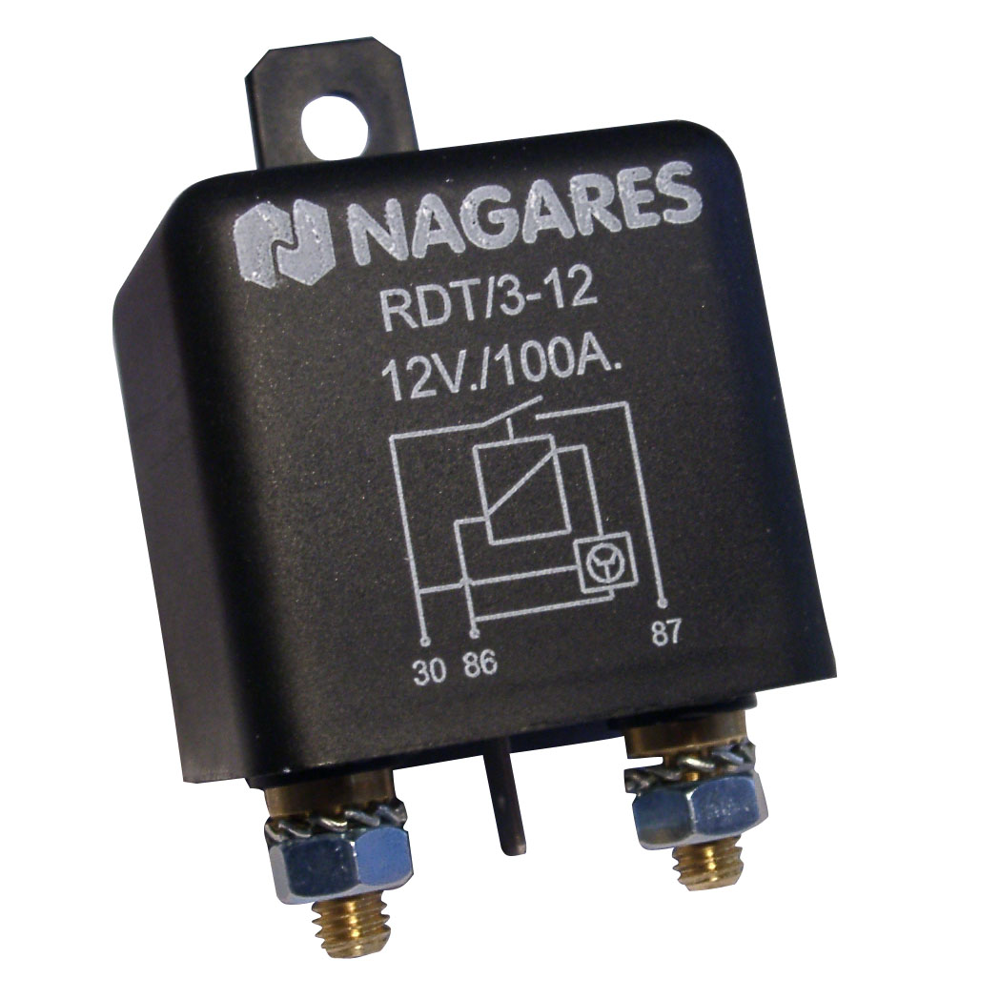 NAGARES
RDT/3-12
12V./100A.
30 86 87